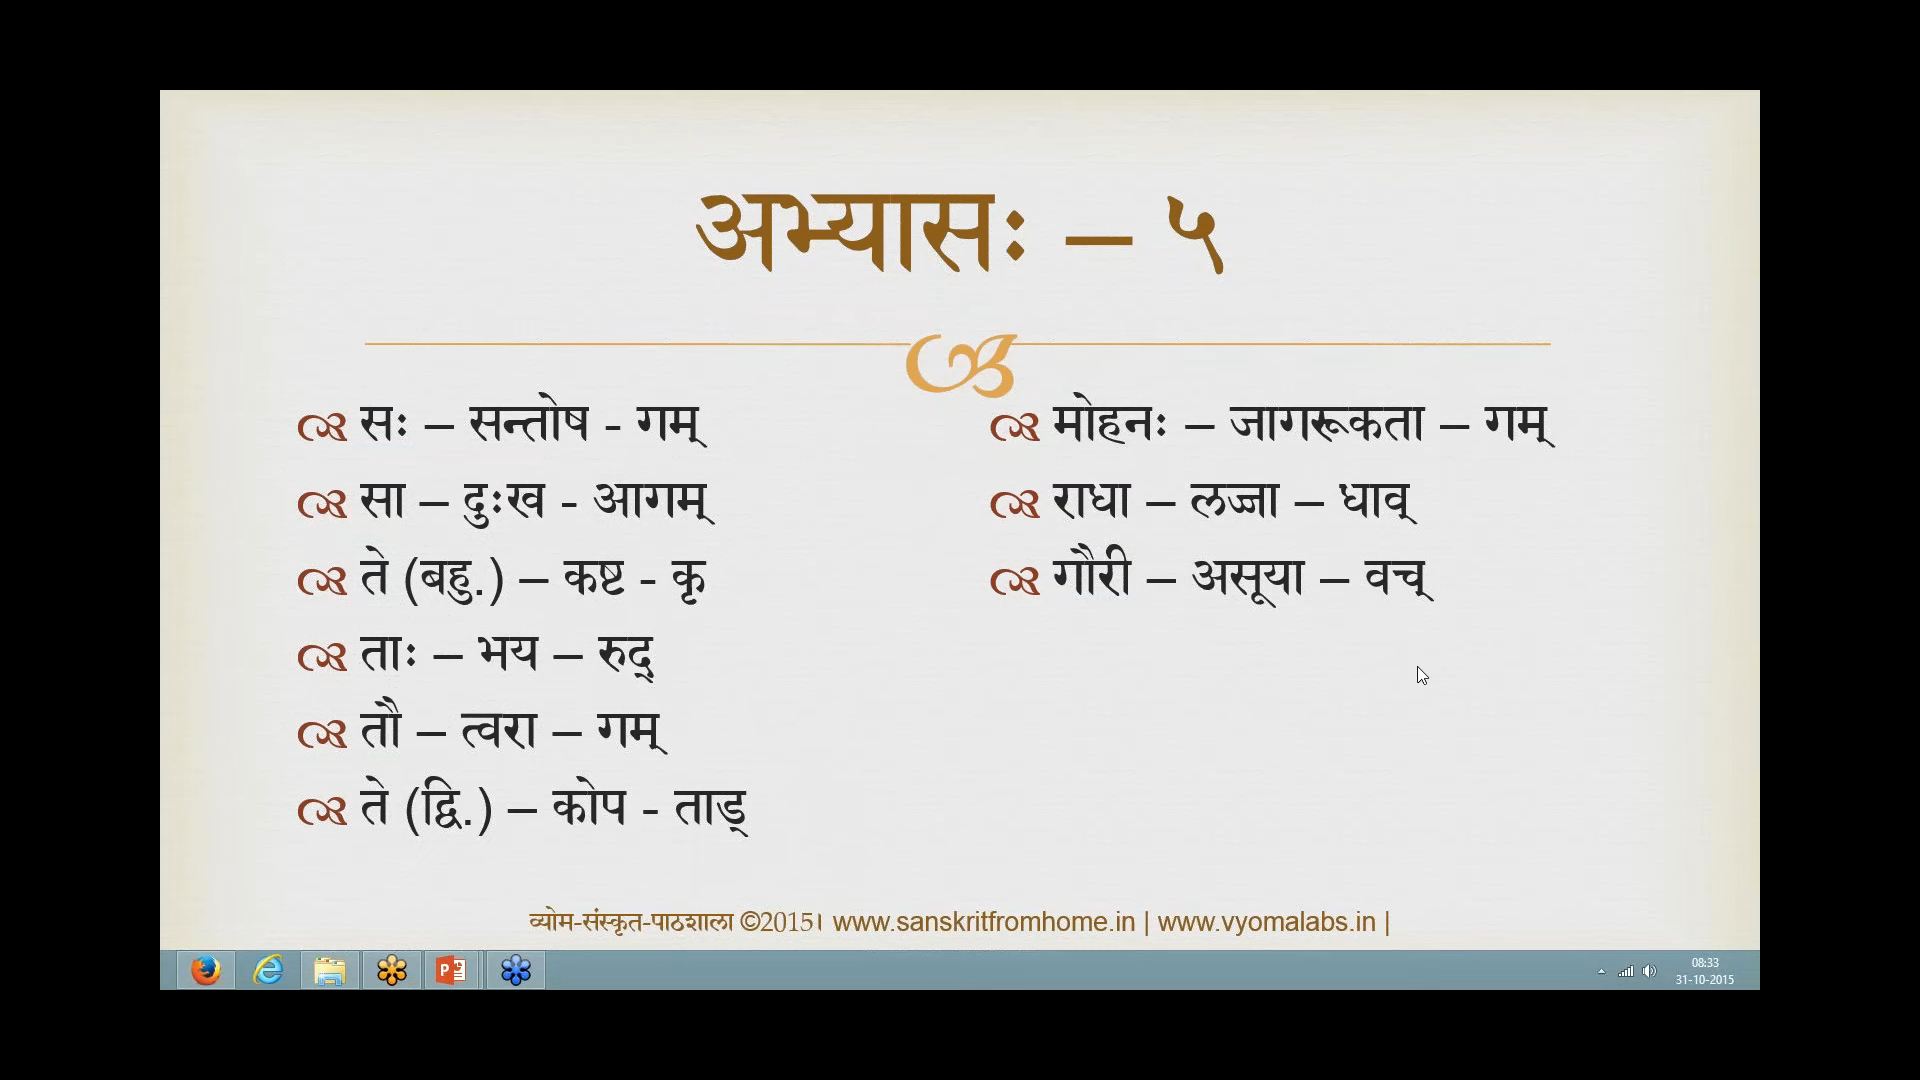 अभ्यासः – ५
सः – सन्तोष - गम्
सा – दुःख - आगम्
ते (बहु.) – कष्ट - कृ
ताः – भय – रुद्
तौ – त्वरा – गम्
ते (द्वि.) – कोप - ताड्
मोहनः – जागरूकता – गम्
राधा – लज्जा – धाव्
गौरी – असूया – वच्
व्योम-संस्कृत-पाठशाला ©2015। www.sanskritfromhome.in | www.vyomalabs.in |
08:33
31-10-2015